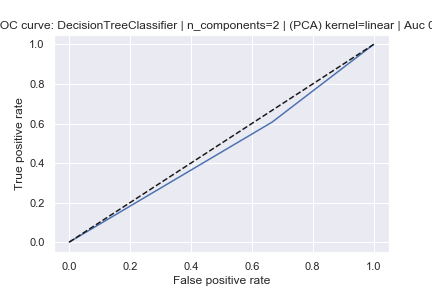 OC curve: DecisionTreeClassifier | n_components=2 | (PCA) kernel=linear | Auc 0
1.0
0.8
0.6
0.4
0.2
0.0
True positive rate
0.0 0.2 0.4 0.6 0.8 1.0
False positive rate